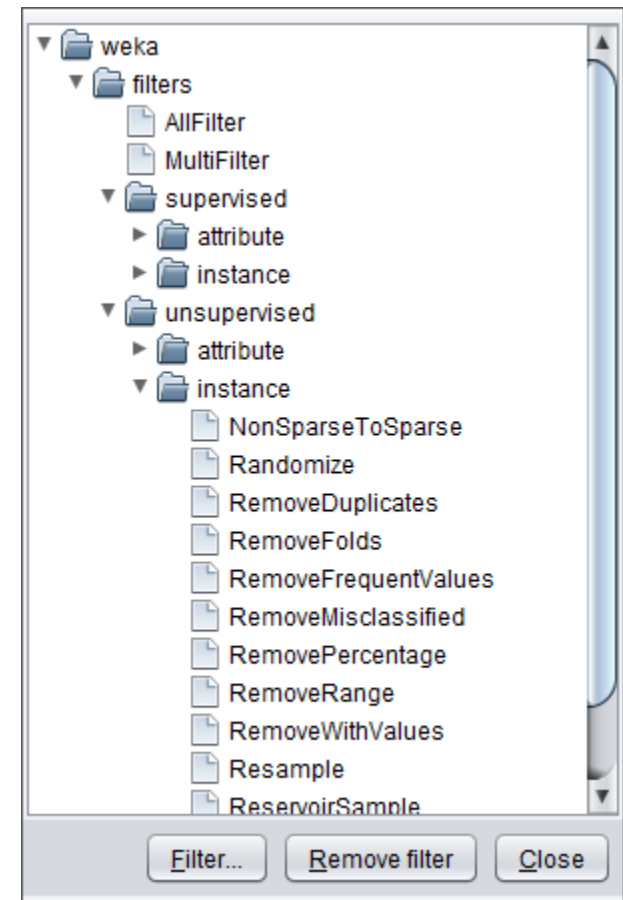 weka
filters
AllFilter
MultiFilter
supervised
attribute
instance
unsupervised
attribute
instance
NonSparseToSparse
Randomize
RemoveDuplicates
RemoveFolds
RemoveFrequentValues
RemoveMisclassified
RemovePercentage
RemoveRange
RemoveWithValues
Resample
ReservoirSample
Filter... Remove filter Close